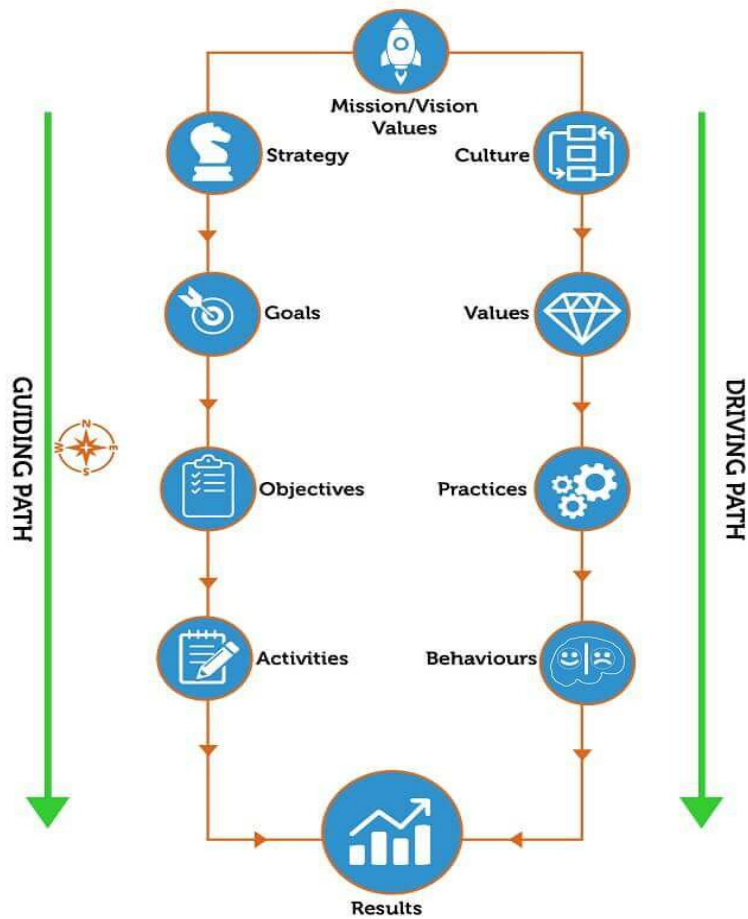 Mission/Vision
Values
Strategy
Culture
Goals
Values
GUIDING PATH
DRIVING PATH
N
E
S
W
Objectives
Practices
Activities
Behaviours
Results